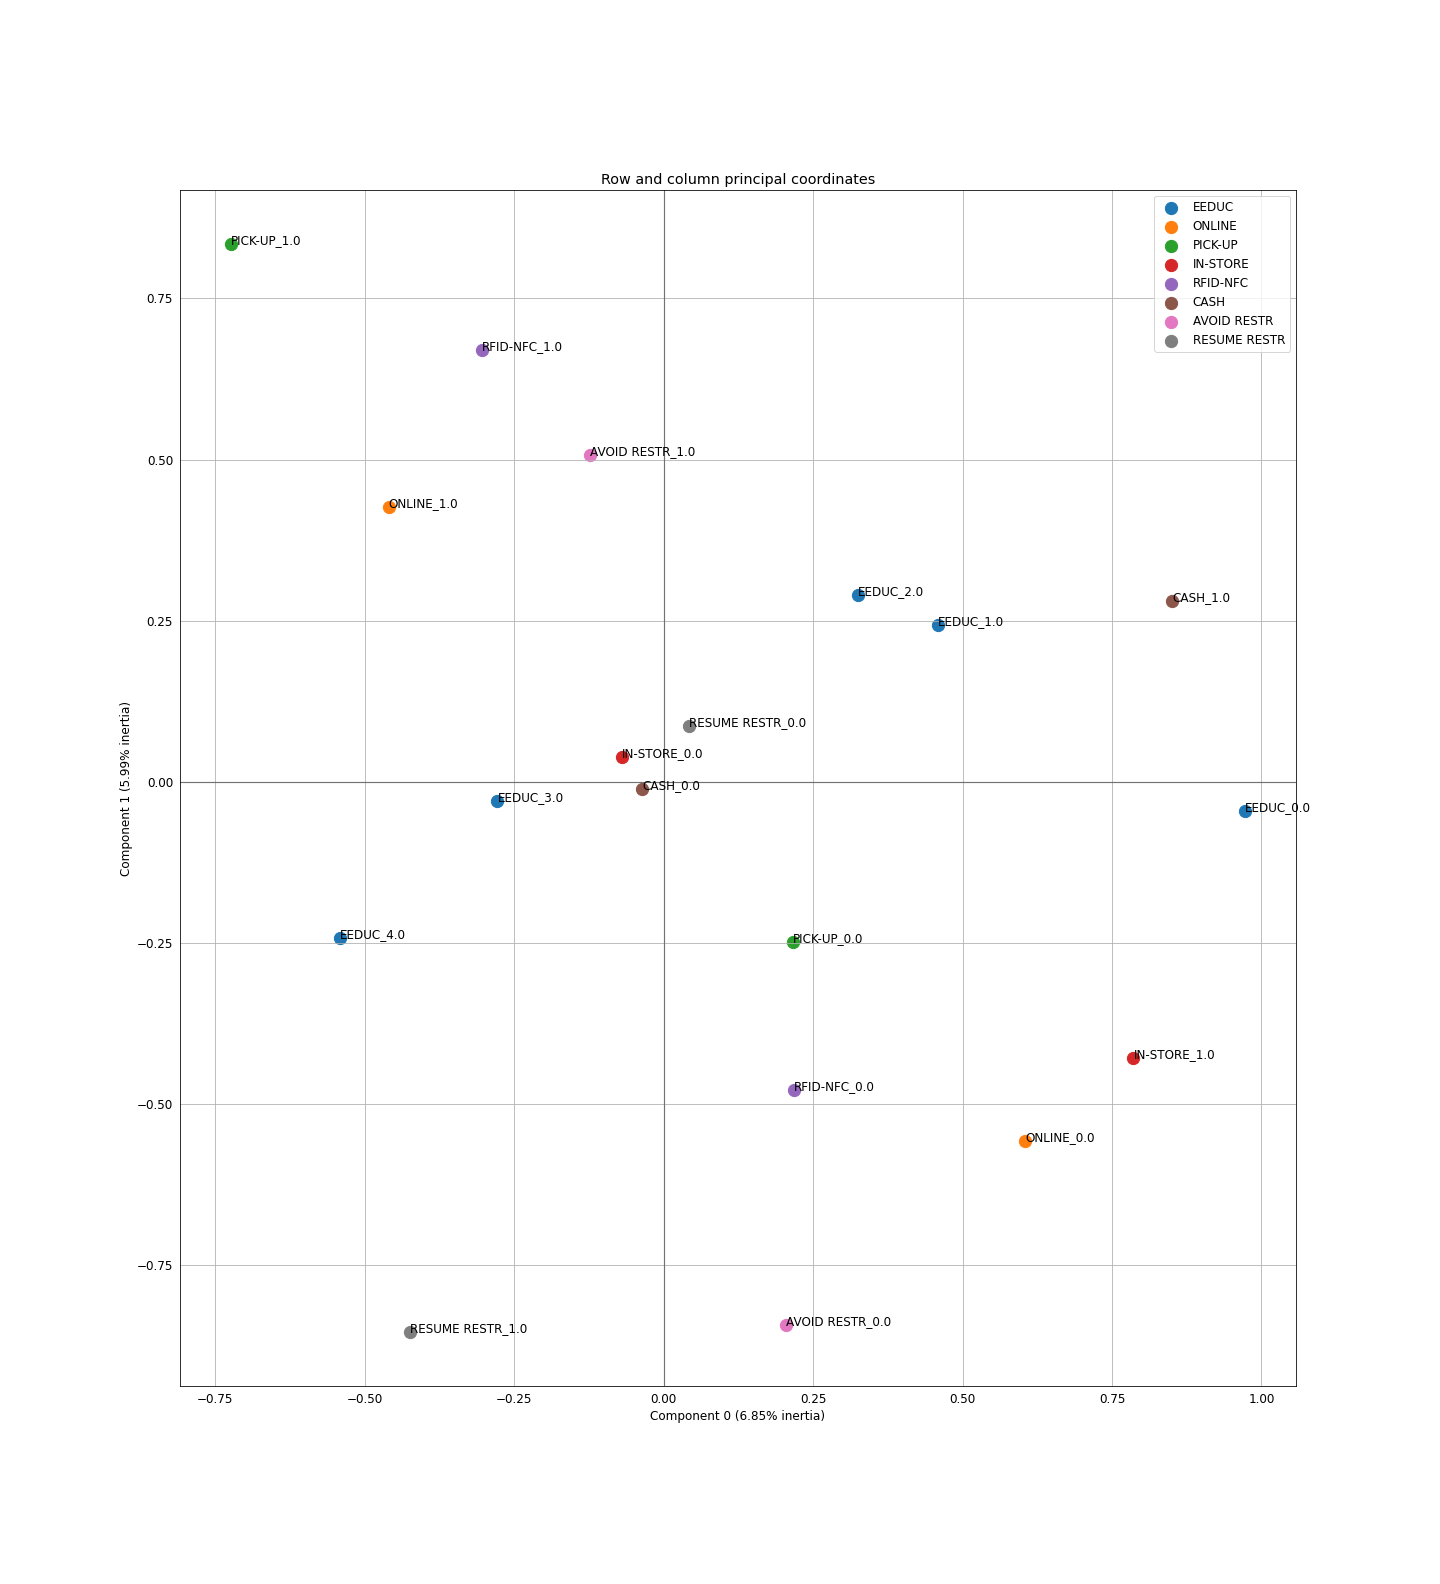 Row and column principal coordinates
EEDUC
ONLINE
PICK-UP
IN-STORE
RFID-NFC
CASH
AVOID RESTR
RESUME RESTR
PICK-UP_1.0
RFID-NFC_1.0
AVOID RESTR_1.0
ONLINE_1.0
EEDUC_2.0
CASH_1.0
EEDUC_1.0
RESUME RESTR_0.0
IN-STORE_0.0
CASH_0.0
EEDUC_3.0
EEDUC_0.0
EEDUC_4.0
PICK-UP_0.0
IN-STORE_1.0
RFID-NFC_0.0
ONLINE_0.0
AVOID RESTR_0.0
RESUME RESTR_1.0
0.75
0.50
0.25
0.00
−0.25
−0.50
−0.75
Component 1 (5.99% inertia)
−0.75 −0.50 −0.25 0.00 0.25 0.50 0.75 1.00
Component 0 (6.85% inertia)